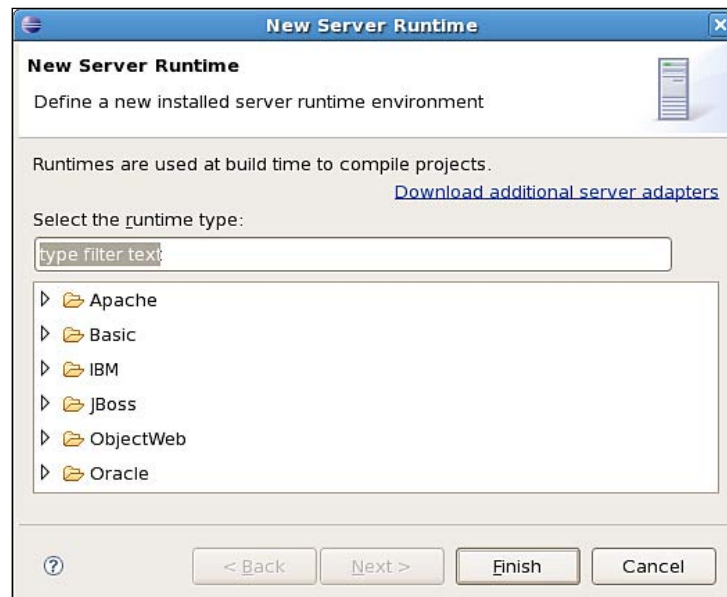 New Server Runtime
New Server Runtime
Define a new installed server runtime environment
Runtimes are used at build time to compile projects.
Download additional server adapters
Select the runtime type:
type filter text
Apache
Basic
IBM
JBoss
ObjectWeb
Oracle
? < Back Next > Finish Cancel